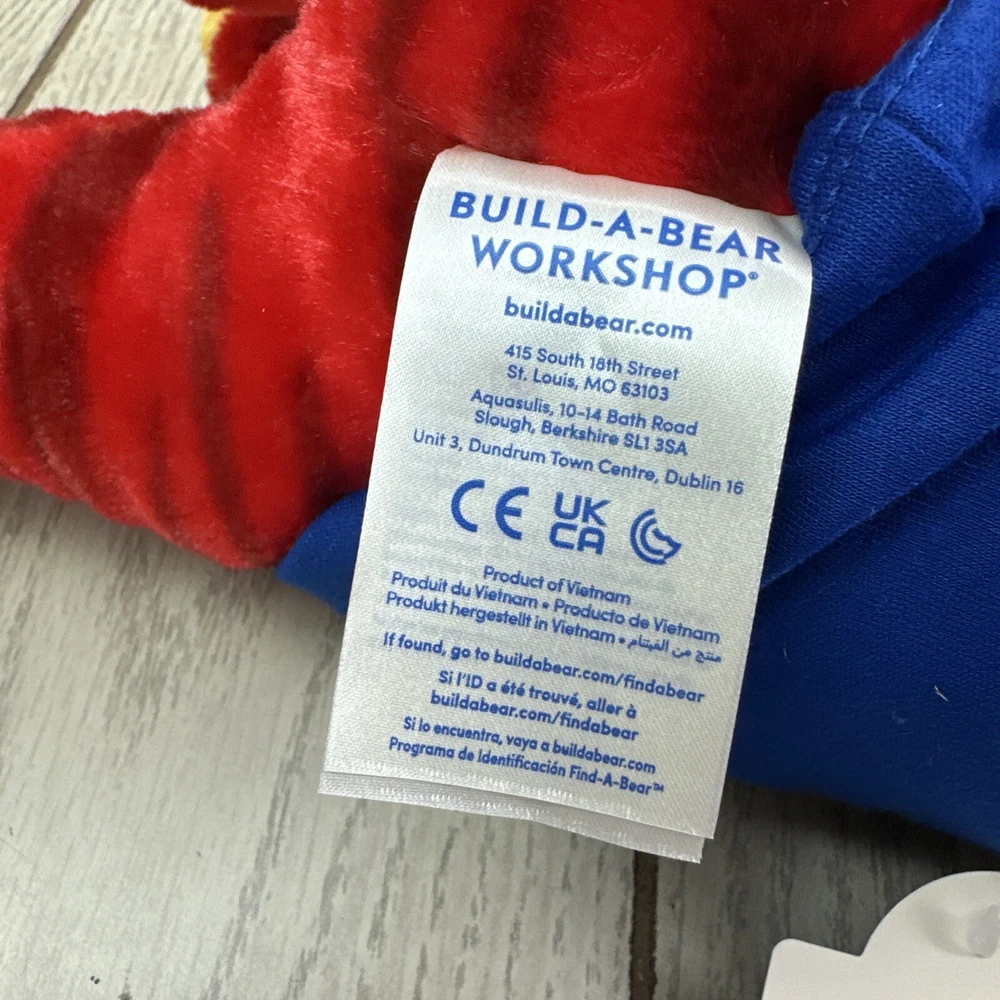 BUILD-A-BEAR
WORKSHOP®
buildabear.com
415 South 18th Street
St. Louis, MO 63103
Aquasulis, 10-14 Bath Road
Slough, Berkshire SL1 3SA
Unit 3, Dundrum Town Centre, Dublin 16
CE UK
CA
Product of Vietnam
Produit du Vietnam • Producto de Vietnam
Produkt hergestellt in Vietnam • منتج من الفيتنام
If found, go to buildabear.com/findabear
Si l'ID a été trouvé, aller à
buildabear.com/findabear
Si lo encuentra, vaya a buildabear.com
Programa de Identificación Find-A-Bear™